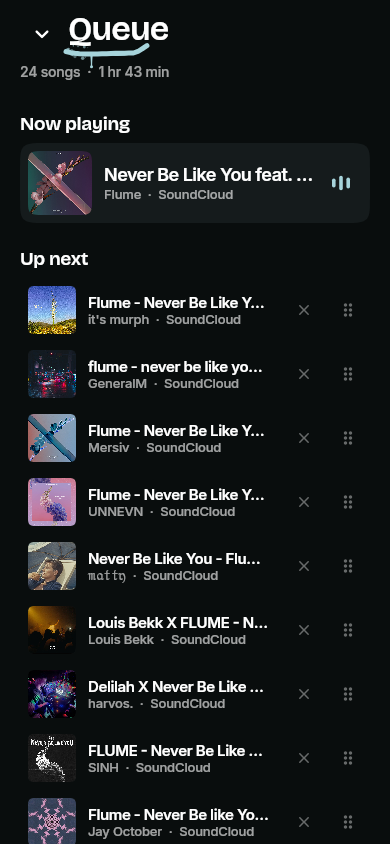 Queue
24 songs · 1 hr 43 min
Now playing
Never Be Like You feat. ...
Flume · SoundCloud
Up next
Flume - Never Be Like Y...
it's murph · SoundCloud
flume - never be like yo...
GeneralM · SoundCloud
Flume - Never Be Like Y...
Mersiv · SoundCloud
Flume - Never Be Like Y...
UNNEVN · SoundCloud
Never Be Like You - Flu...
𝔪𝔞𝔱𝔱𝔶 · SoundCloud
Louis Bekk X FLUME - N...
Louis Bekk · SoundCloud
Delilah X Never Be Like ...
harvos. · SoundCloud
FLUME - Never Be Like ...
SINH · SoundCloud
Flume - Never Be like Yo...
Jay October · SoundCloud